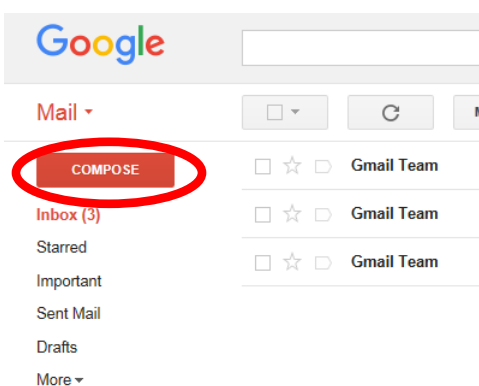 Google
Mail
COMPOSE
Gmail Team
Inbox (3)
Gmail Team
Starred
Gmail Team
Important
Sent Mail
Drafts
More